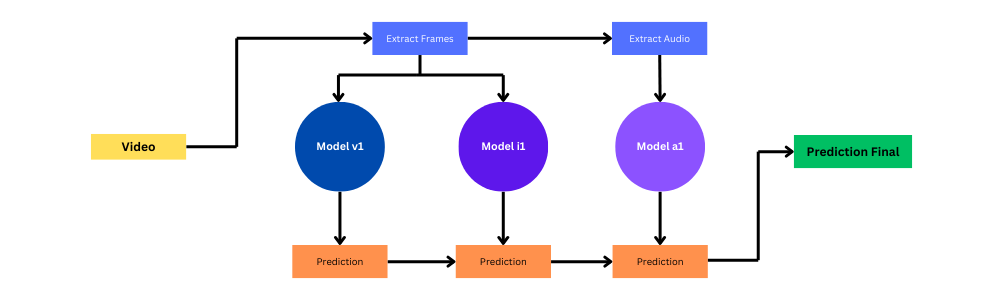 Extract Frames
Extract Audio
Video
Model v1
Model i1
Model a1
Prediction Final
Prediction
Prediction
Prediction